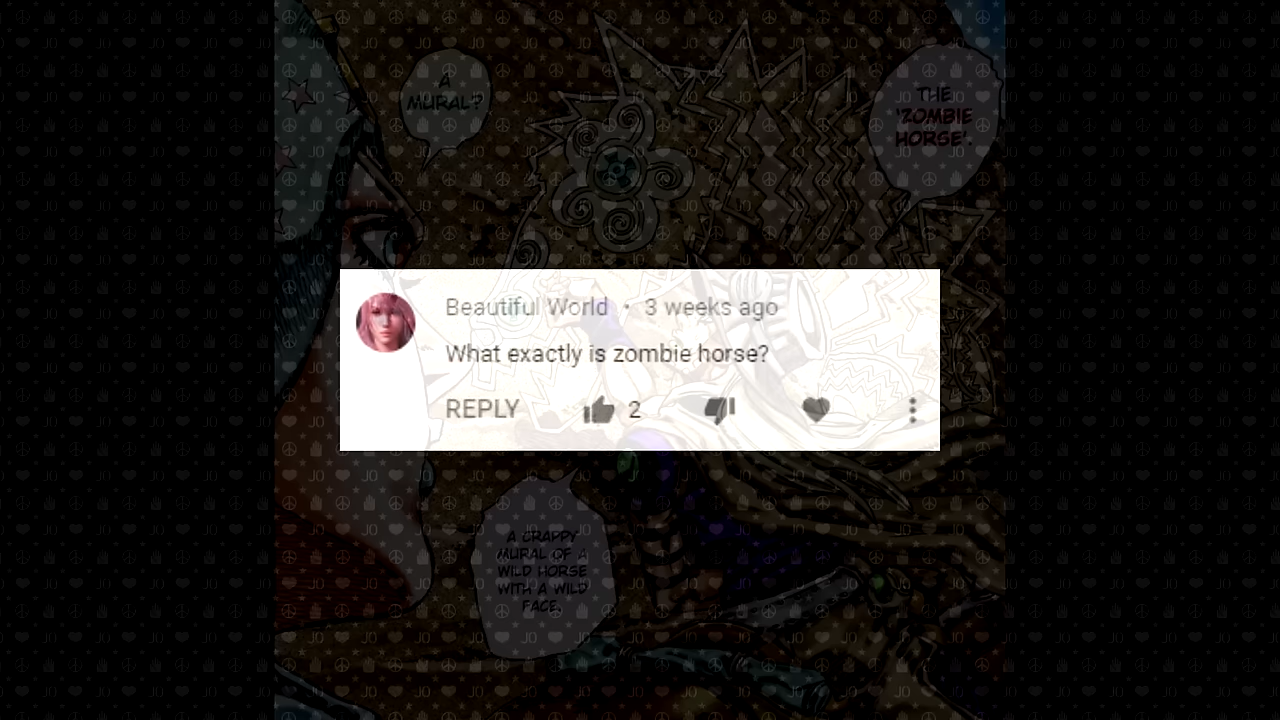 A
MURAL?
THE
'ZOMBIE
HORSE'.
Beautiful World · 3 weeks ago
What exactly is zombie horse?
REPLY 2
A CRAPPY
MURAL OF A
WILD HORSE
WITH A WILD
FACE.